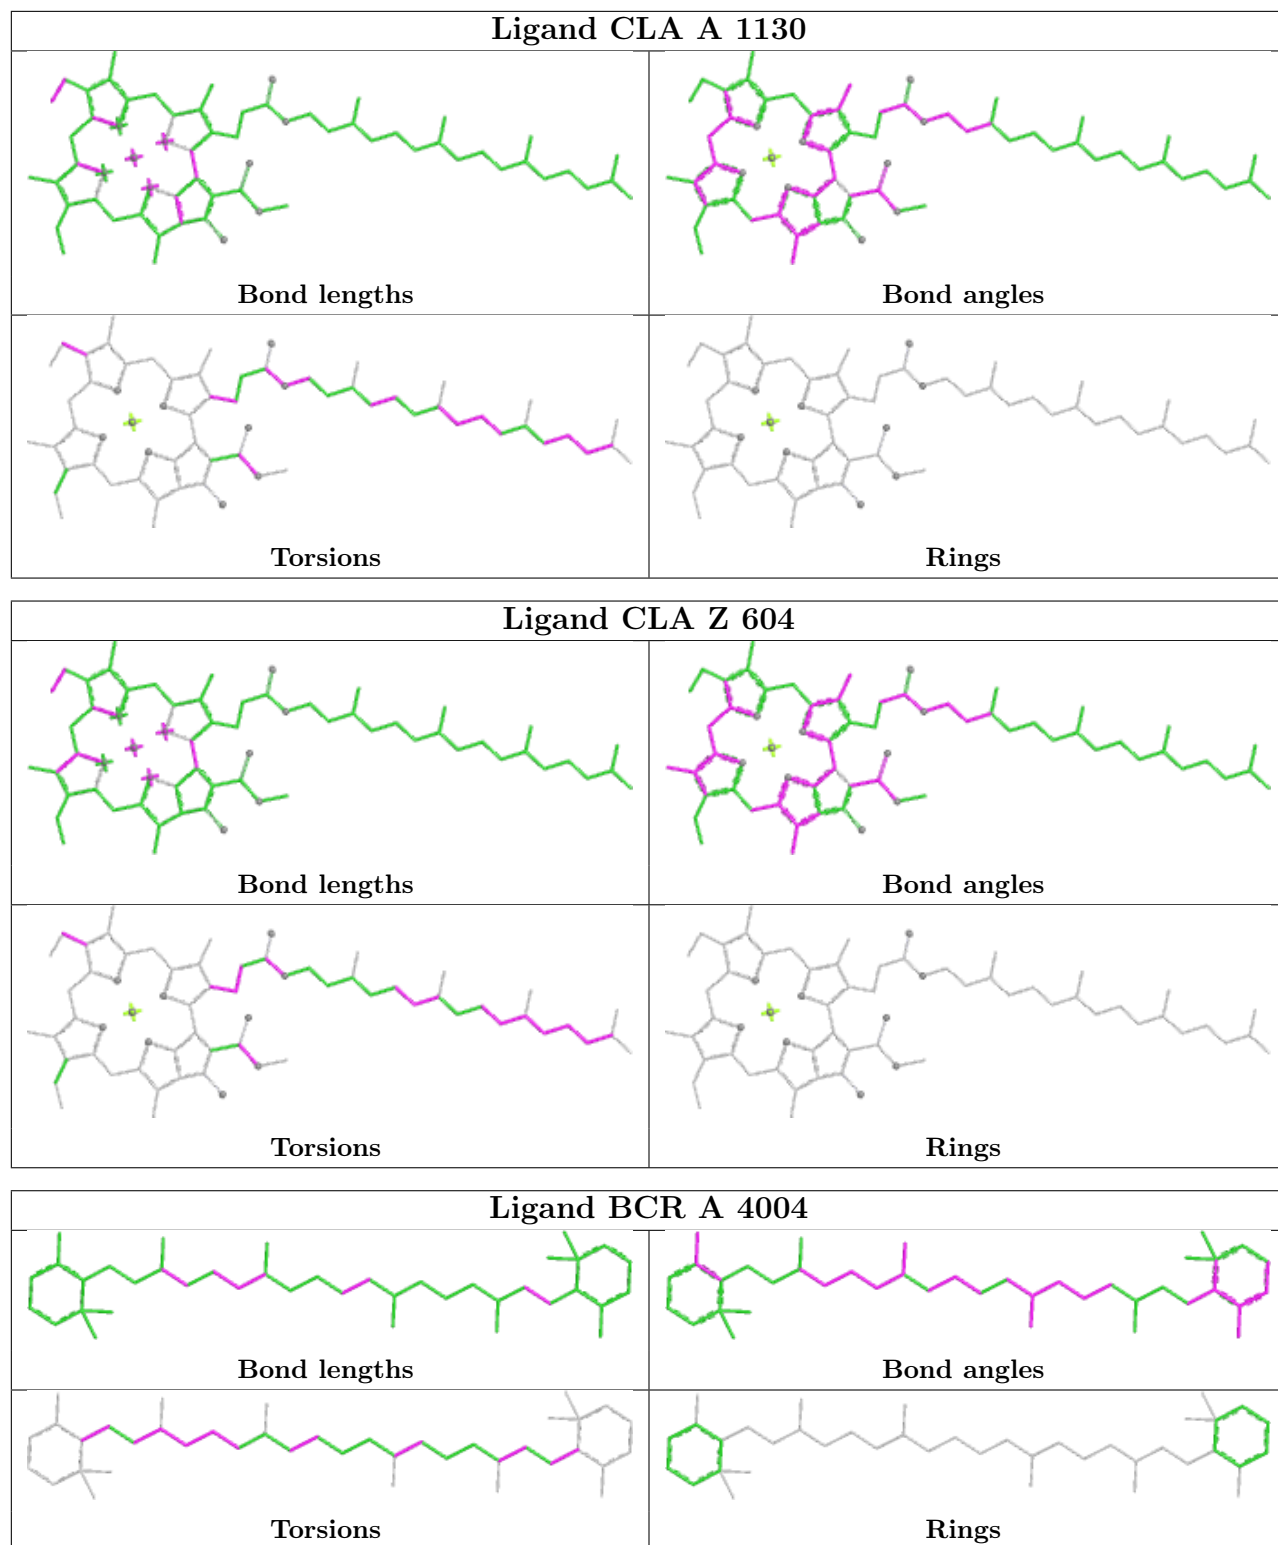 Ligand CLA A 1130
Bond lengths
Bond angles
Torsions
Rings
Ligand CLA Z 604
Bond lengths
Bond angles
Torsions
Rings
Ligand BCR A 4004
Bond lengths
Bond angles
Torsions
Rings